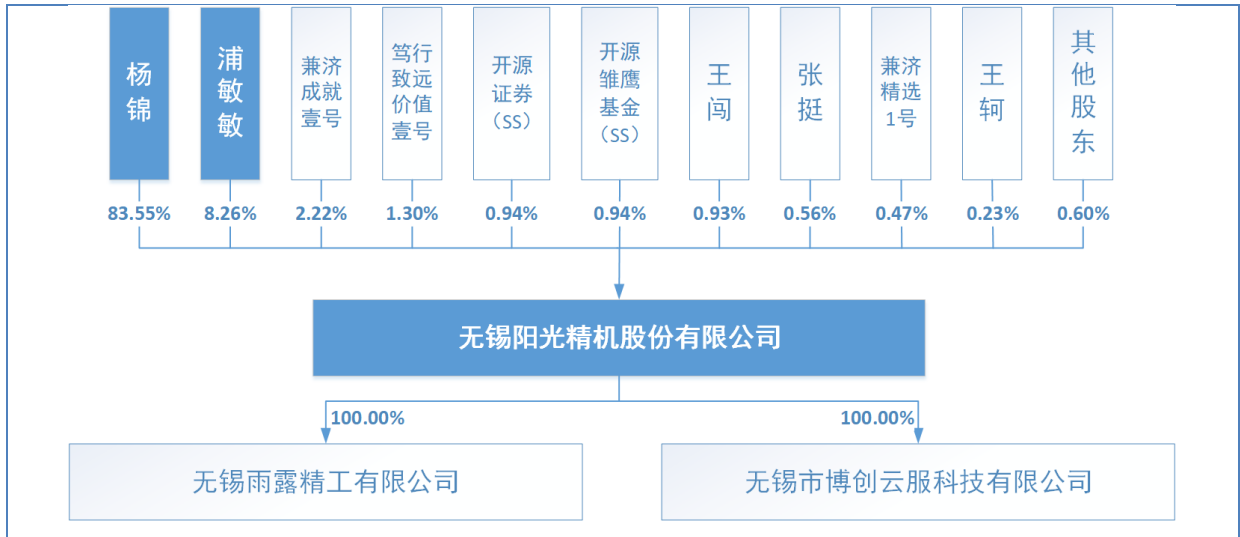 杨锦
浦敏敏
兼济
成就
壹号
笃行
致远
价值
壹号
开源
证券
（SS）
开源
雏鹰
基金
（SS）
王闯
张挺
兼济
精选
1号
王轲
其他股东
83.55%
8.26%
2.22%
1.30%
0.94%
0.94%
0.93%
0.56%
0.47%
0.23%
0.60%
无锡阳光精机股份有限公司
100.00%
100.00%
无锡雨露精工有限公司
无锡市博创云服科技有限公司